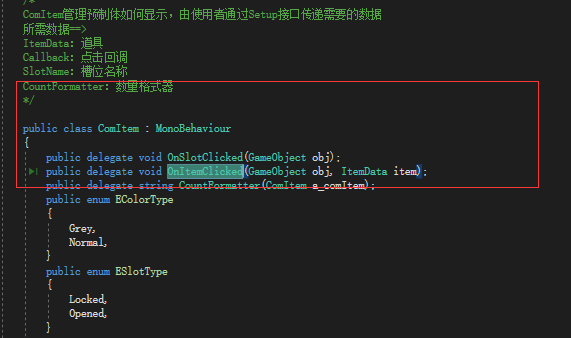 /*
ComItem管理预制体如何显示，由使用者通过Setup接口传递需要的数据
所需数据==>
ItemData: 道具
Callback: 点击回调
SlotName: 槽位名称
CountFormatter: 数量格式器
*/
public class ComItem : MonoBehaviour
{
public delegate void OnSlotClicked(GameObject obj);
public delegate void OnItemClicked(GameObject obj, ItemData item);
public delegate string CountFormatter(ComItem a_comItem);
public enum EColorType
{
Grey,
Normal,
}
public enum ESlotType
{
Locked,
Opened,
}